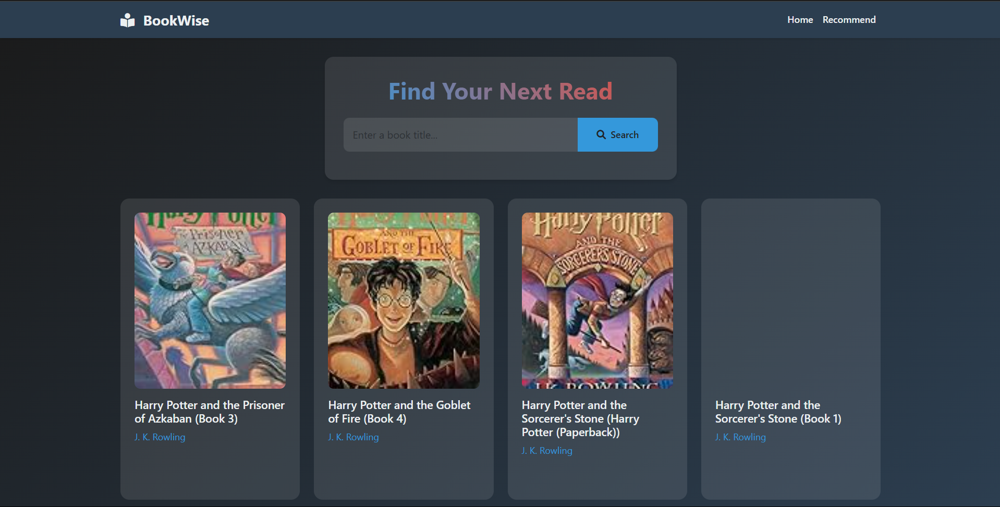 BookWise
Home
Recommend
Find Your Next Read
Enter a book title...
Search
Harry Potter
The Prisoner
of AZKABAN
AND THE
GOBLET OF FIRE
Harry Potter
AND THE
SORCERER'S STONE
J.K. ROWLING
Harry Potter and the Prisoner
of Azkaban (Book 3)
J. K. Rowling
Harry Potter and the Goblet
of Fire (Book 4)
J. K. Rowling
Harry Potter and the
Sorcerer's Stone (Harry
Potter (Paperback))
J. K. Rowling
Harry Potter and the
Sorcerer's Stone (Book 1)
J. K. Rowling